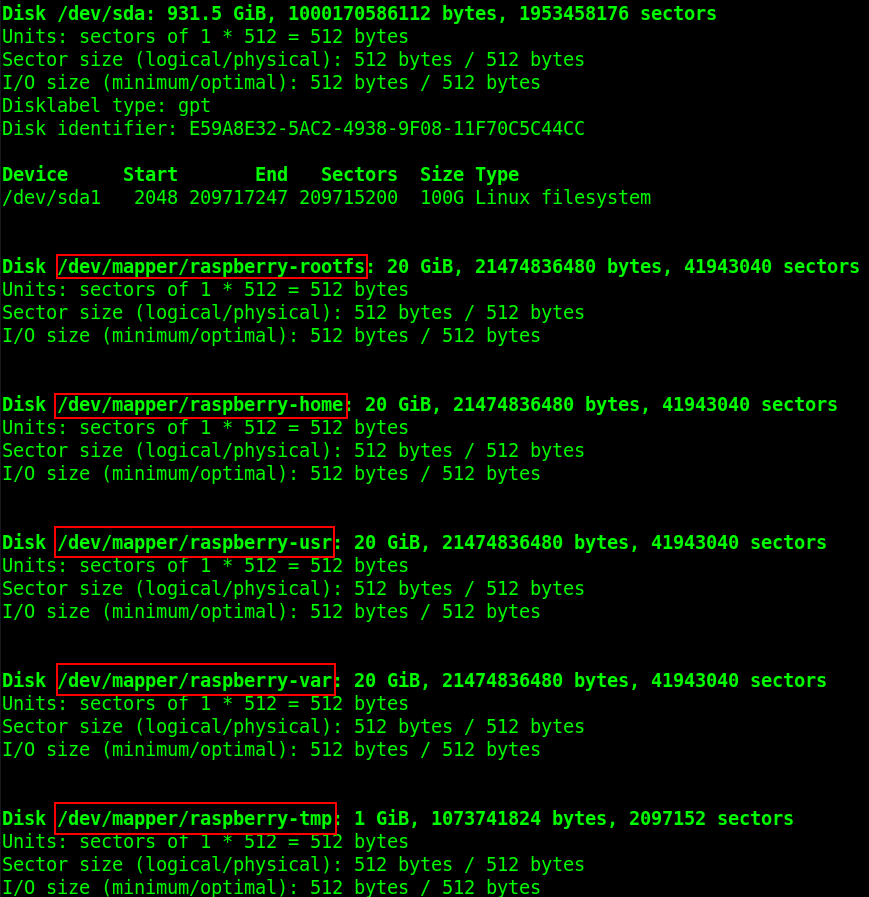 Disk /dev/sda: 931.5 GiB, 1000170586112 bytes, 1953458176 sectors
Units: sectors of 1 * 512 = 512 bytes
Sector size (logical/physical): 512 bytes / 512 bytes
I/O size (minimum/optimal): 512 bytes / 512 bytes
Disklabel type: gpt
Disk identifier: E59A8E32-5AC2-4938-9F08-11F70C5C44CC
Device     Start       End   Sectors  Size Type
/dev/sda1   2048 209717247 209715200  100G Linux filesystem
Disk /dev/mapper/raspberry-rootfs: 20 GiB, 21474836480 bytes, 41943040 sectors
Units: sectors of 1 * 512 = 512 bytes
Sector size (logical/physical): 512 bytes / 512 bytes
I/O size (minimum/optimal): 512 bytes / 512 bytes
Disk /dev/mapper/raspberry-home: 20 GiB, 21474836480 bytes, 41943040 sectors
Units: sectors of 1 * 512 = 512 bytes
Sector size (logical/physical): 512 bytes / 512 bytes
I/O size (minimum/optimal): 512 bytes / 512 bytes
Disk /dev/mapper/raspberry-usr: 20 GiB, 21474836480 bytes, 41943040 sectors
Units: sectors of 1 * 512 = 512 bytes
Sector size (logical/physical): 512 bytes / 512 bytes
I/O size (minimum/optimal): 512 bytes / 512 bytes
Disk /dev/mapper/raspberry-var: 20 GiB, 21474836480 bytes, 41943040 sectors
Units: sectors of 1 * 512 = 512 bytes
Sector size (logical/physical): 512 bytes / 512 bytes
I/O size (minimum/optimal): 512 bytes / 512 bytes
Disk /dev/mapper/raspberry-tmp: 1 GiB, 1073741824 bytes, 2097152 sectors
Units: sectors of 1 * 512 = 512 bytes
Sector size (logical/physical): 512 bytes / 512 bytes
I/O size (minimum/optimal): 512 bytes / 512 bytes